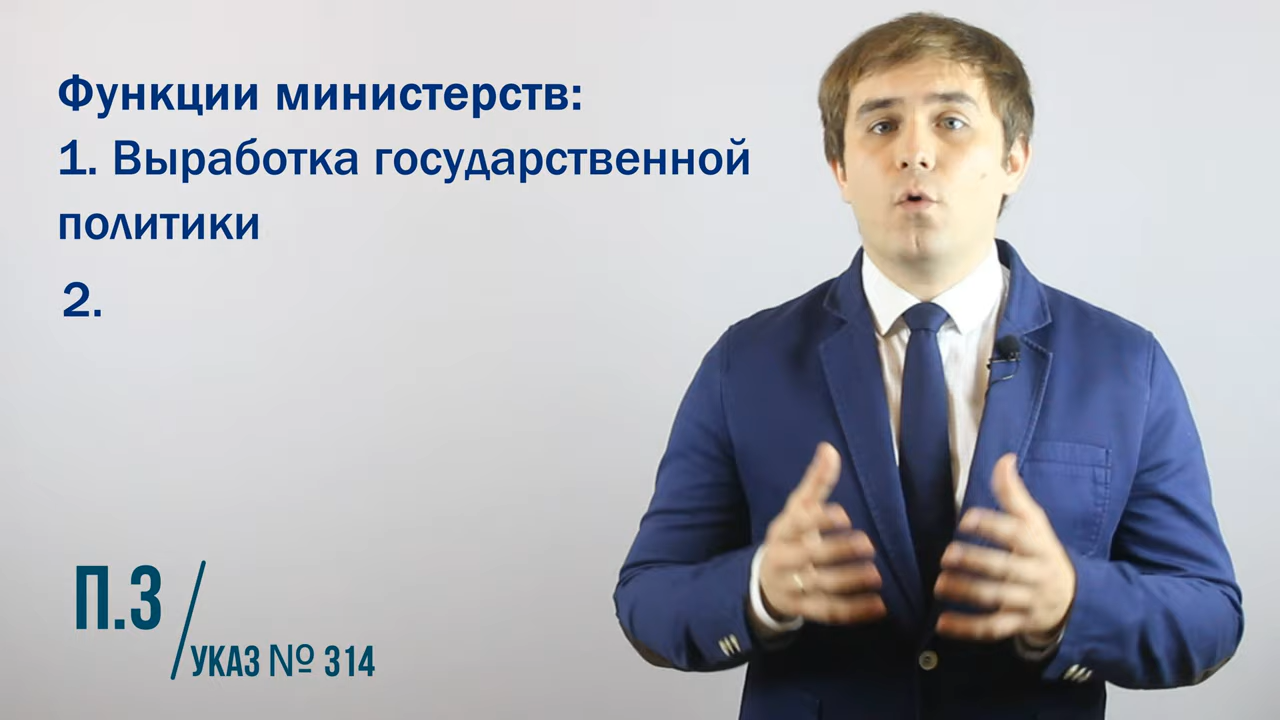 Функции министерств:
1. Выработка государственной
политики
2.
П.3
УКАЗ № 314